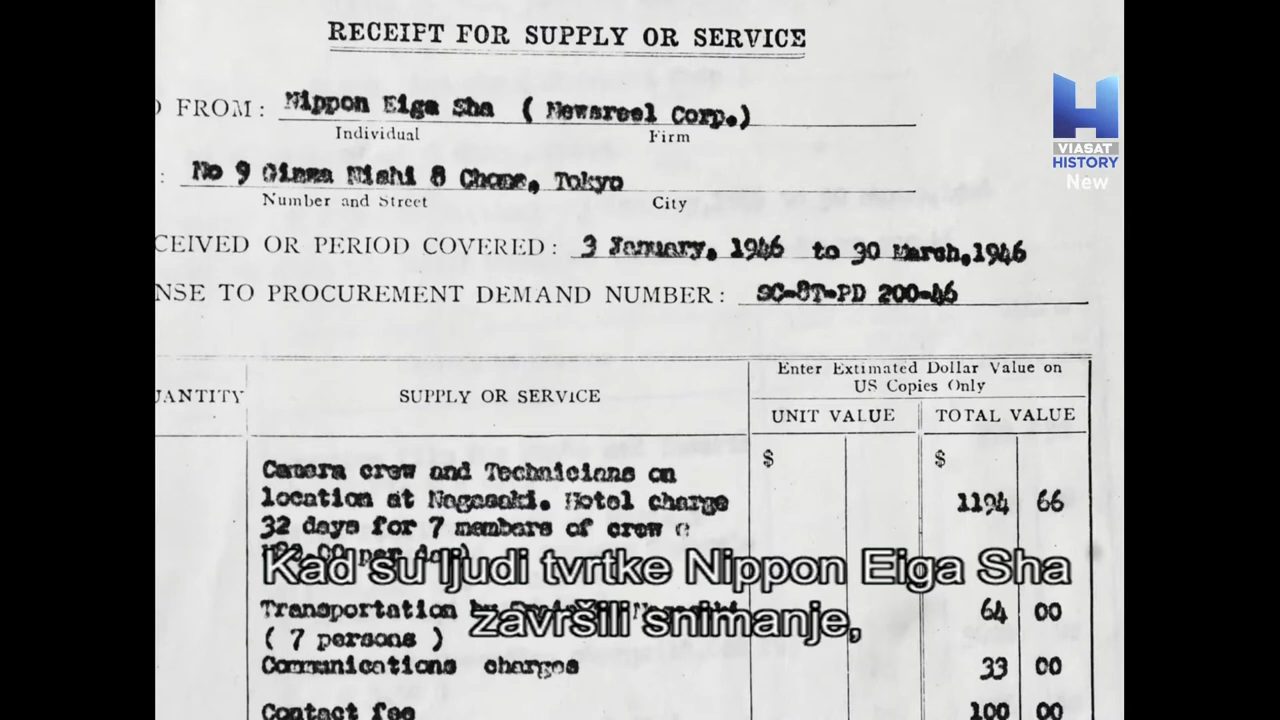 RECEIPT FOR SUPPLY OR SERVICE
FROM: Nippon Eiga Sha ( Newsreel Corp.)
Individual Firm
: No 9 Ginza Nishi 8 Chome, Tokyo
Number and Street City
CEIVED OR PERIOD COVERED: 3 January, 1946 to 30 March,1946
NSE TO PROCUREMENT DEMAND NUMBER: SC-8T-PD 200-46
VIASAT
HISTORY
New
Enter Extimated Dollar Value on
US Copies Only
UANTITY SUPPLY OR SERVICE UNIT VALUE TOTAL VALUE
$ $
Camera crew and Technicians on
location at Nagasaki. Hotel charge 1194 66
32 days for 7 members of crew @
Kad su ljudi tvrtke Nippon Eiga Sha
završili snimanje,
Transportation 64 00
( 7 persons )
Communications charges 33 00
Contact fee 100 00